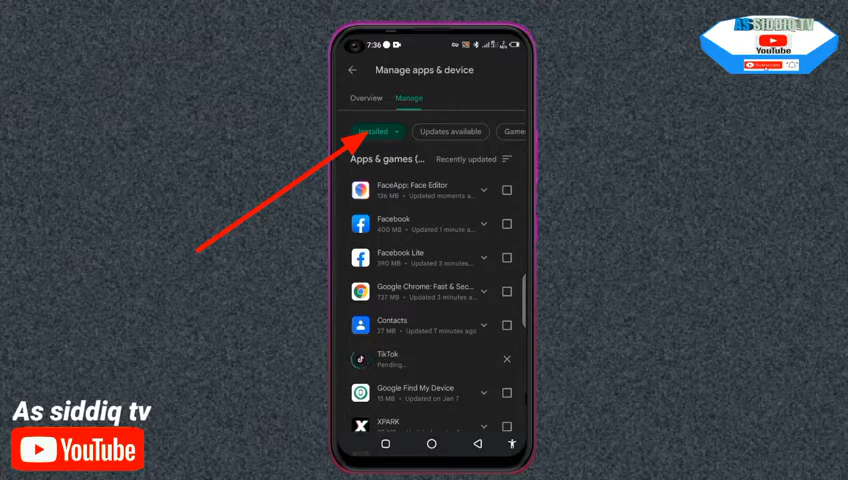 AS SIDDIQ TV
YouTube
7:36
Manage apps & device
Overview
Manage
Installed
Updates available
Games
Apps & games (...
Recently updated
FaceApp: Face Editor
136 MB • Updated moments a...
Facebook
400 MB • Updated 1 minute a...
Facebook Lite
390 MB • Updated 3 minutes...
Google Chrome: Fast & Sec...
737 MB • Updated 3 minutes a...
Contacts
27 MB • Updated 7 minutes ago
TikTok
Pending...
Google Find My Device
15 MB • Updated on Jan 7
XPARK
As siddiq tv
YouTube